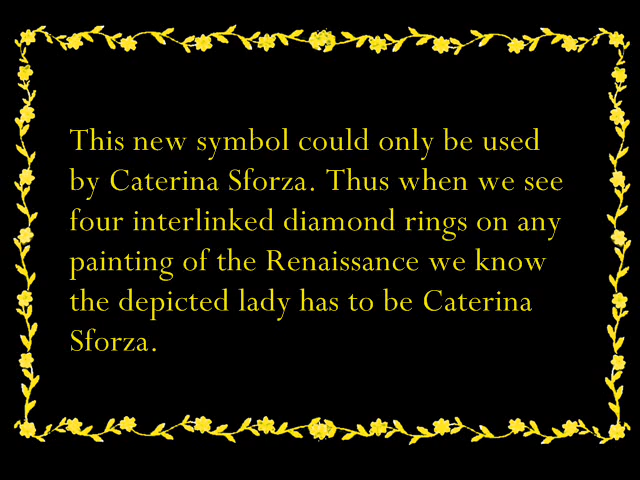 This new symbol could only be used
by Caterina Sforza. Thus when we see
four interlinked diamond rings on any
painting of the Renaissance we know
the depicted lady has to be Caterina
Sforza.